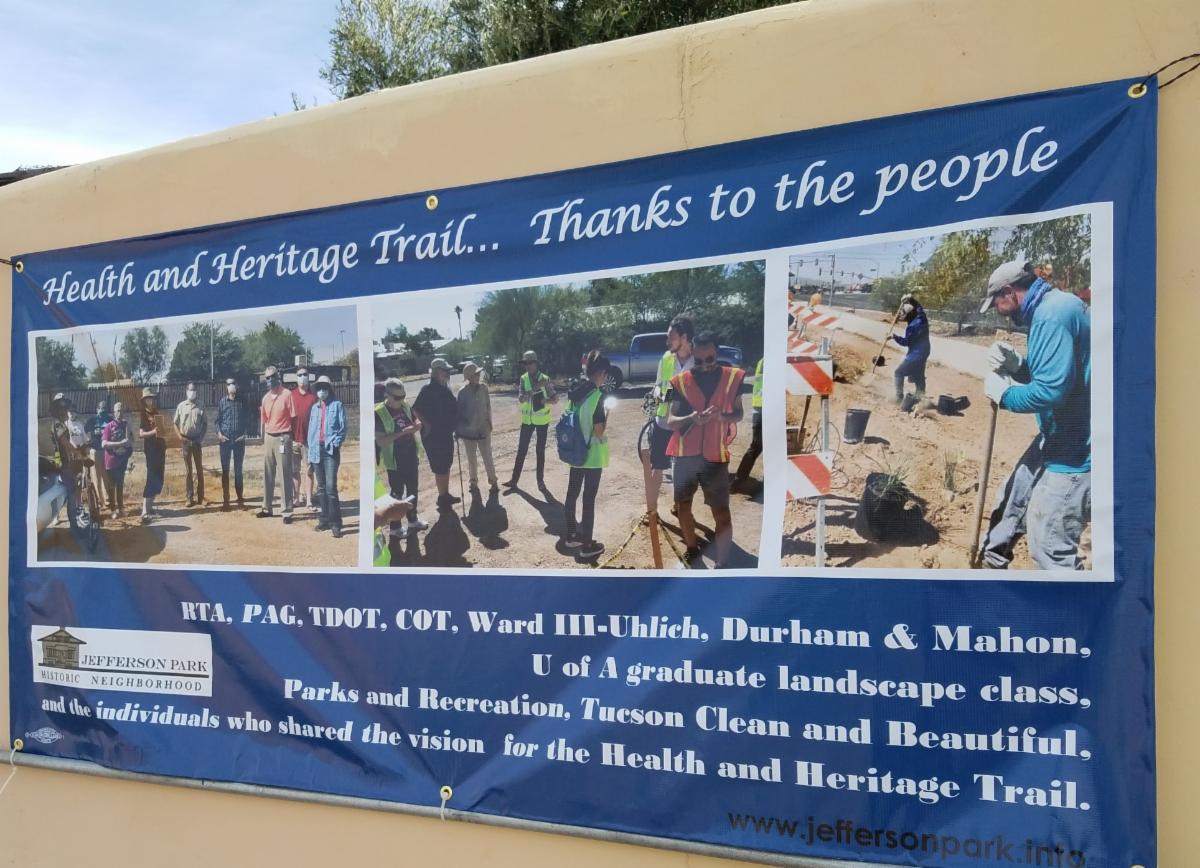 Health and Heritage Trail... Thanks to the people
RTA, PAG, TDOT, COT, Ward III-Uhlich, Durham & Mahon,
U of A graduate landscape class,
Parks and Recreation, Tucson Clean and Beautiful,
and the individuals who shared the vision for the Health and Heritage Trail.
JEFFERSON PARK
HISTORIC NEIGHBORHOOD
www.jeffersonpark.info